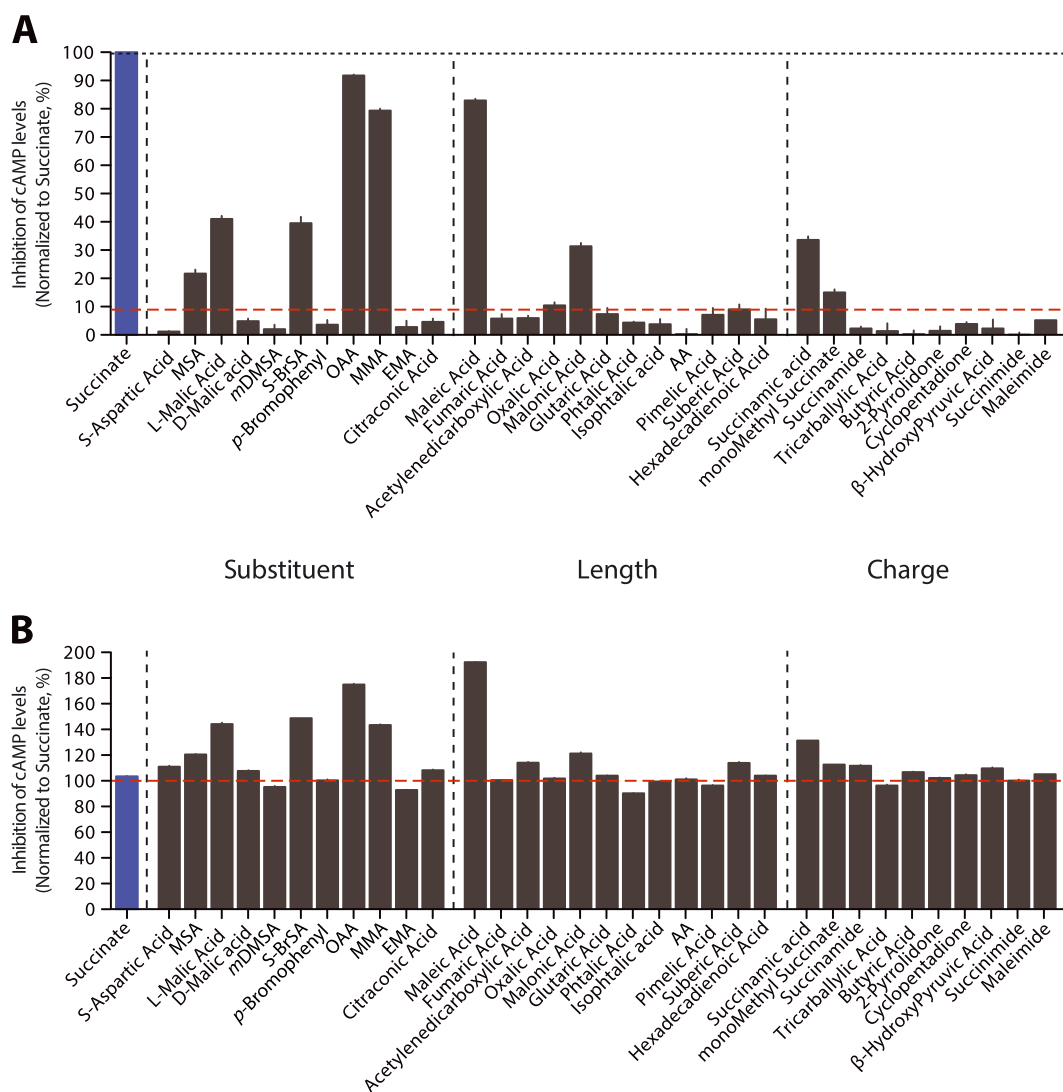 A
Inhibition of cAMP levels
(Normalized to Succinate, %)
100
90
80
70
60
50
40
30
20
10
0
Succinate
S-Aspartic Acid
MSA
L-Malic Acid
D-Malic acid
mDMSA
S-BrSA
p-Bromophenyl
OAA
MMA
EMA
Citraconic Acid
Maleic Acid
Fumaric Acid
Acetylenedicarboxylic Acid
Oxalic Acid
Malonic Acid
Glutaric Acid
Phtalic Acid
Isophtalic acid
AA
Pimelic Acid
Suberic Acid
Hexadecadienoic Acid
Succinamic acid
monoMethyl Succinate
Succinamide
Tricarballylic Acid
Butyric Acid
2-Pyrrolidone
Cyclopentadione
β-HydroxyPyruvic Acid
Succinimide
Maleimide
Substituent
Length
Charge
B
Inhibition of cAMP levels
(Normalized to Succinate, %)
200
180
160
140
120
100
80
60
40
20
0
Succinate
S-Aspartic Acid
MSA
L-Malic Acid
D-Malic acid
mDMSA
S-BrSA
p-Bromophenyl
OAA
MMA
EMA
Citraconic Acid
Maleic Acid
Fumaric Acid
Acetylenedicarboxylic Acid
Oxalic Acid
Malonic Acid
Glutaric Acid
Phtalic Acid
Isophtalic acid
AA
Pimelic Acid
Suberic Acid
Hexadecadienoic Acid
Succinamic acid
monoMethyl Succinate
Succinamide
Tricarballylic Acid
Butyric Acid
2-Pyrrolidone
Cyclopentadione
β-HydroxyPyruvic Acid
Succinimide
Maleimide